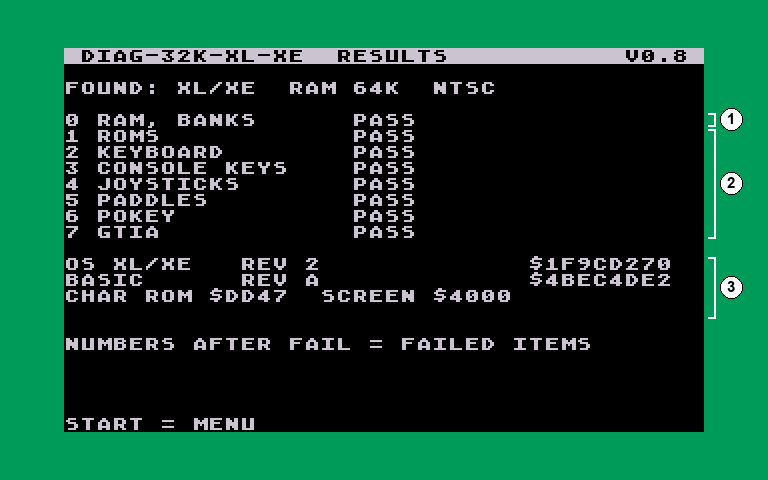 DIAG-32K-XL-XE RESULTS V0.8
FOUND: XL/XE RAM 64K NTSC
0 RAM, BANKS PASS 1
1 ROMS PASS
2 KEYBOARD PASS
3 CONSOLE KEYS PASS
4 JOYSTICKS PASS 2
5 PADDLES PASS
6 POKEY PASS
7 GTIA PASS
OS XL/XE REV 2 $1F9CD270
BASIC REV A $4BEC4DE2 3
CHAR ROM $DD47 SCREEN $4000
NUMBERS AFTER FAIL = FAILED ITEMS
START = MENU